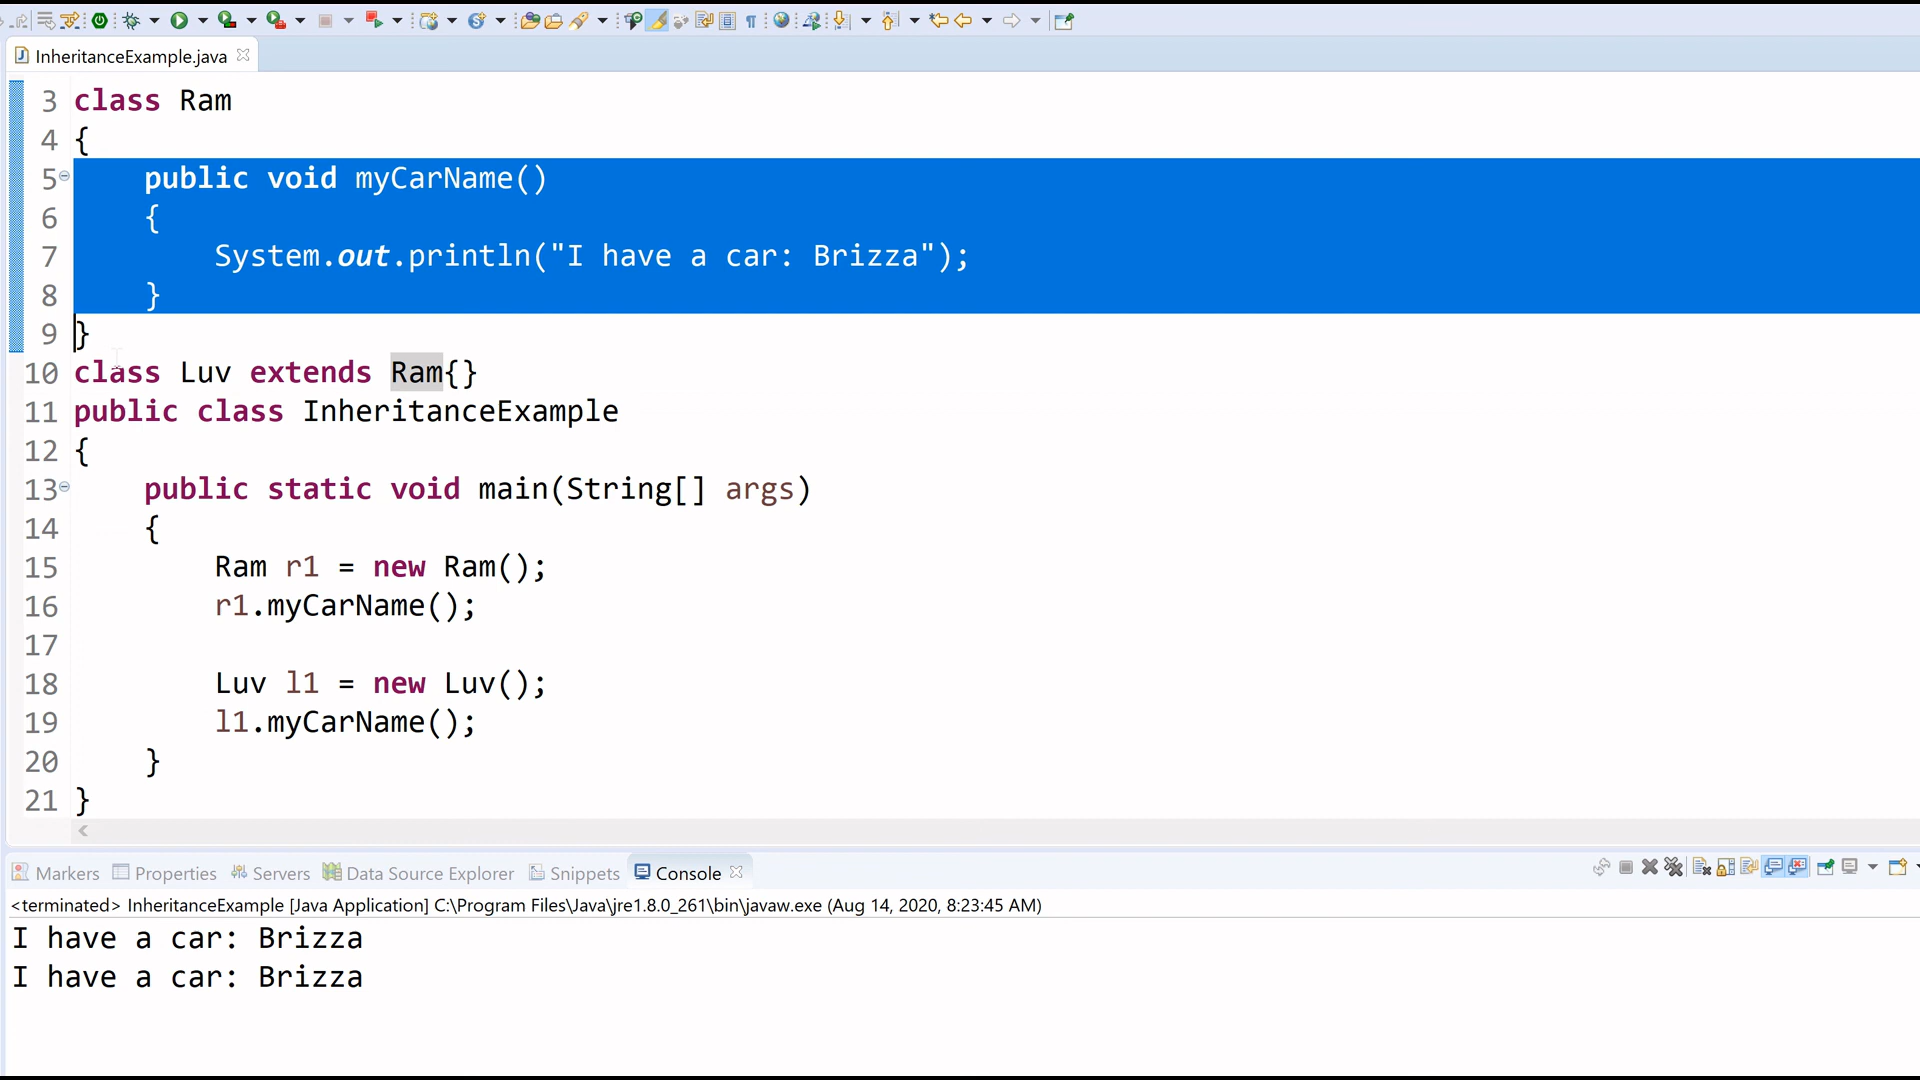 InheritanceExample.java
3 class Ram
4 {
5 public void myCarName()
6 {
7 System.out.println("I have a car: Brizza");
8 }
9 }
10 class Luv extends Ram{}
11 public class InheritanceExample
12 {
13 public static void main(String[] args)
14 {
15 Ram r1 = new Ram();
16 r1.myCarName();
17
18 Luv l1 = new Luv();
19 l1.myCarName();
20 }
21 }
Markers Properties Servers Data Source Explorer Snippets Console
<terminated> InheritanceExample [Java Application] C:\Program Files\Java\jre1.8.0_261\bin\javaw.exe (Aug 14, 2020, 8:23:45 AM)
I have a car: Brizza
I have a car: Brizza